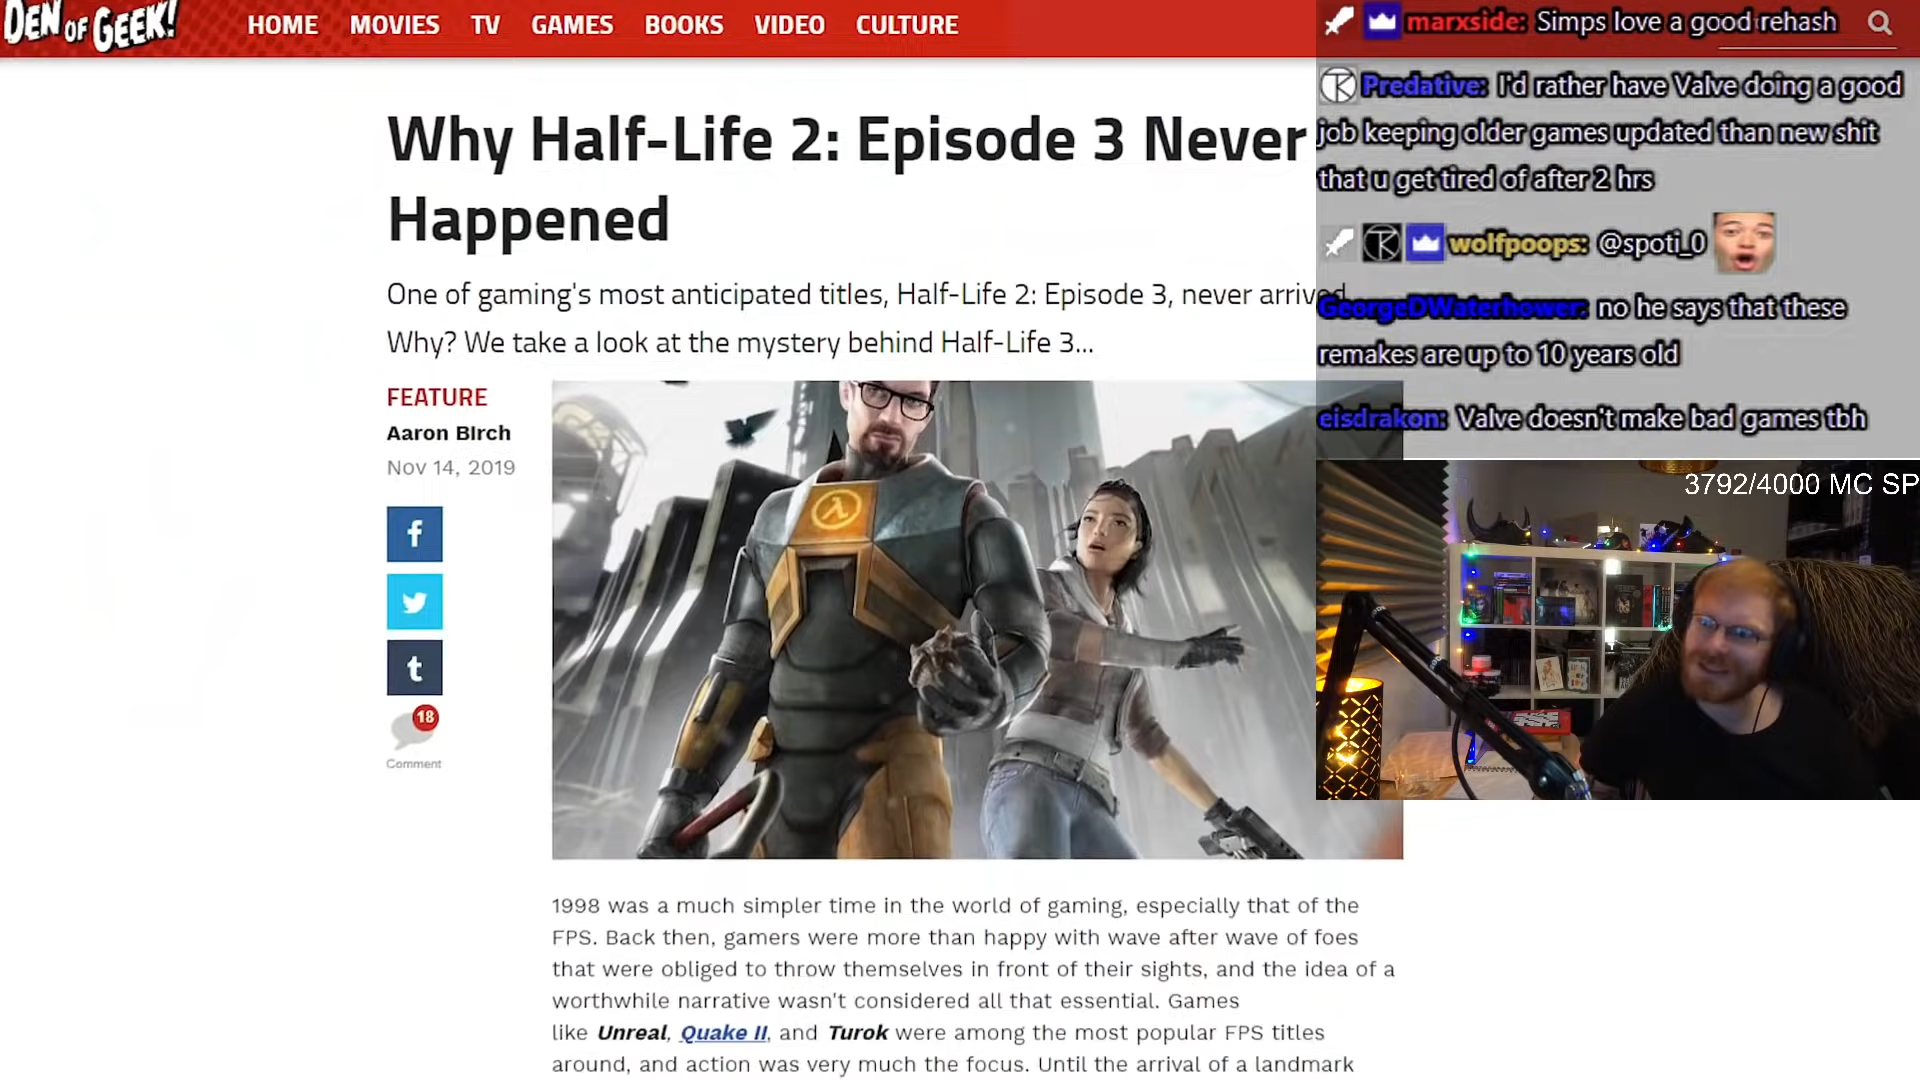 DEN OF GEEK!
HOME MOVIES TV GAMES BOOKS VIDEO CULTURE
Why Half-Life 2: Episode 3 Never
Happened
One of gaming's most anticipated titles, Half-Life 2: Episode 3, never arrived.
Why? We take a look at the mystery behind Half-Life 3...
FEATURE
Aaron BIrch
Nov 14, 2019
18
Comment
1998 was a much simpler time in the world of gaming, especially that of the
FPS. Back then, gamers were more than happy with wave after wave of foes
that were obliged to throw themselves in front of their sights, and the idea of a
worthwhile narrative wasn't considered all that essential. Games
like Unreal, Quake II, and Turok were among the most popular FPS titles
around, and action was very much the focus. Until the arrival of a landmark
marxside: Simps love a good rehash
Predative: I'd rather have Valve doing a good
job keeping older games updated than new shit
that u get tired of after 2 hrs
wolfpoops: @spoti_0
GeorgeDWaterhower: no he says that these
remakes are up to 10 years old
eisdrakon: Valve doesn't make bad games tbh
3792/4000 MC SP